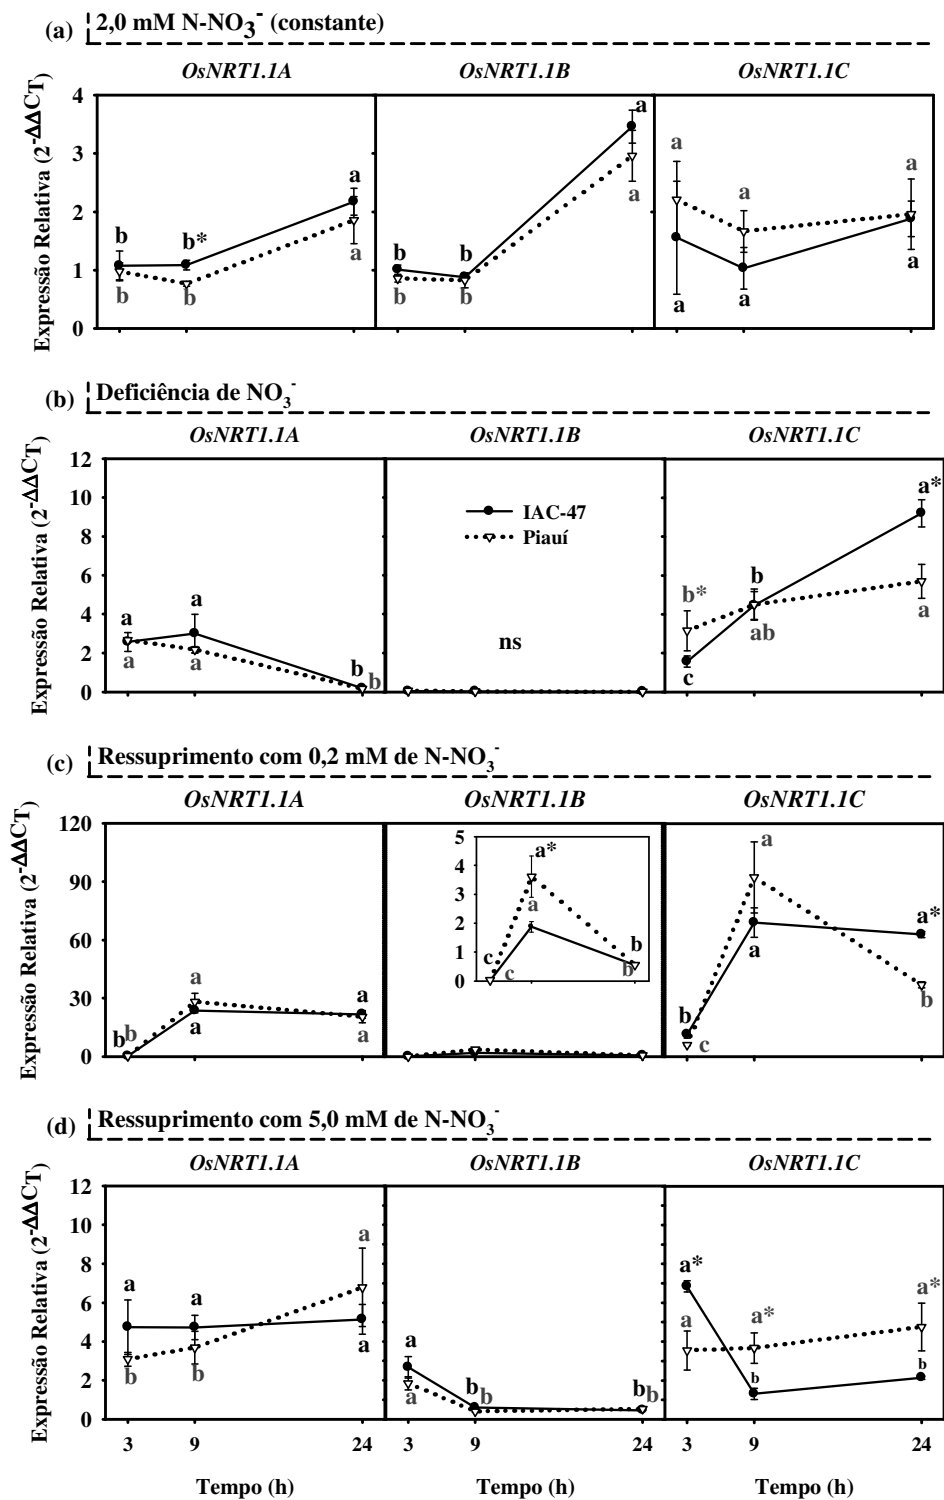 (a) 2,0 mM N-NO3- (constante)
OsNRT1.1A OsNRT1.1B OsNRT1.1C
Expressão Relativa (2-ΔΔCT)
4
3
2
1
0
b b* a
b b a
b b a
b b a
a a a
a a a
(b) Deficiência de NO3-
OsNRT1.1A OsNRT1.1B OsNRT1.1C
Expressão Relativa (2-ΔΔCT)
12
10
8
6
4
2
0
a a b
a a b
IAC-47
Piauí
ns
b* b a*
c ab a
(c) Ressuprimento com 0,2 mM de N-NO3-
OsNRT1.1A OsNRT1.1B OsNRT1.1C
Expressão Relativa (2-ΔΔCT)
120
90
60
30
0
b b a a
a a
5
4
3
2
1
0
c a* b
c a b
b a a*
c a b
(d) Ressuprimento com 5,0 mM de N-NO3-
OsNRT1.1A OsNRT1.1B OsNRT1.1C
Expressão Relativa (2-ΔΔCT)
12
10
8
6
4
2
0
a a a
b b a
a b b b b
a
a* a* a*
a b b
3 9 24 3 9 24 3 9 24
Tempo (h) Tempo (h) Tempo (h)